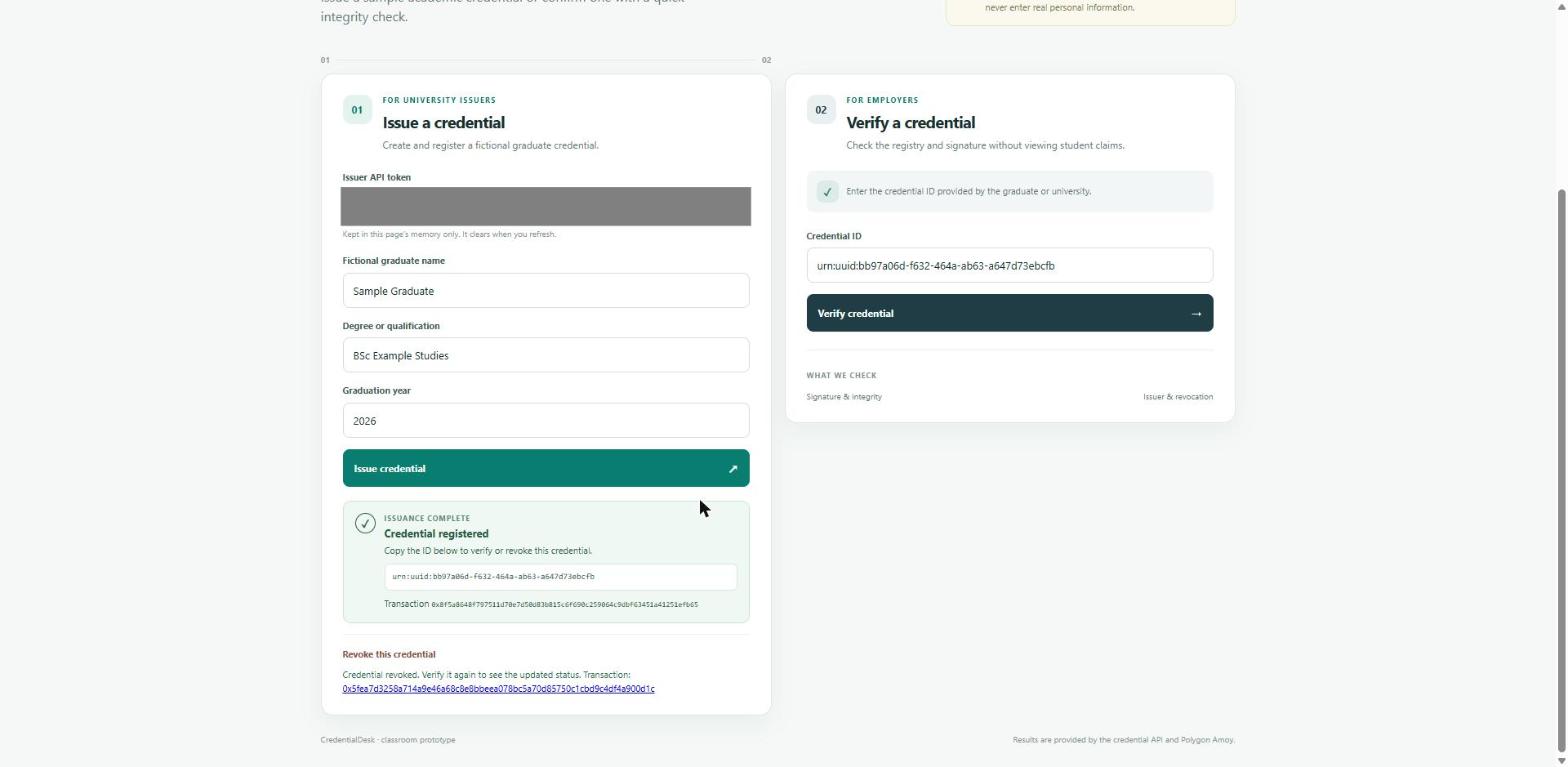 integrity check.
never enter real personal information.
01
02
01
FOR UNIVERSITY ISSUERS
Issue a credential
Create and register a fictional graduate credential.
Issuer API token
Kept in this page's memory only. It clears when you refresh.
Fictional graduate name
Sample Graduate
Degree or qualification
BSc Example Studies
Graduation year
2026
Issue credential ↗
✓
ISSUANCE COMPLETE
Credential registered
Copy the ID below to verify or revoke this credential.
urn:uuid:bb97a06d-f632-464a-ab63-a647d73ebcfb
Transaction 0x8f5a8648f797511d70e7d50d83b815c6f690c259064c9dbf63451a41251efb65
Revoke this credential
Credential revoked. Verify it again to see the updated status. Transaction:
0x5fea7d3258a714a9e46a68c8e8bbeea078bc5a70d85750c1cbd9c4df4a900d1c
02
FOR EMPLOYERS
Verify a credential
Check the registry and signature without viewing student claims.
✓ Enter the credential ID provided by the graduate or university.
Credential ID
urn:uuid:bb97a06d-f632-464a-ab63-a647d73ebcfb
Verify credential →
WHAT WE CHECK
Signature & integrity
Issuer & revocation
CredentialDesk · classroom prototype
Results are provided by the credential API and Polygon Amoy.